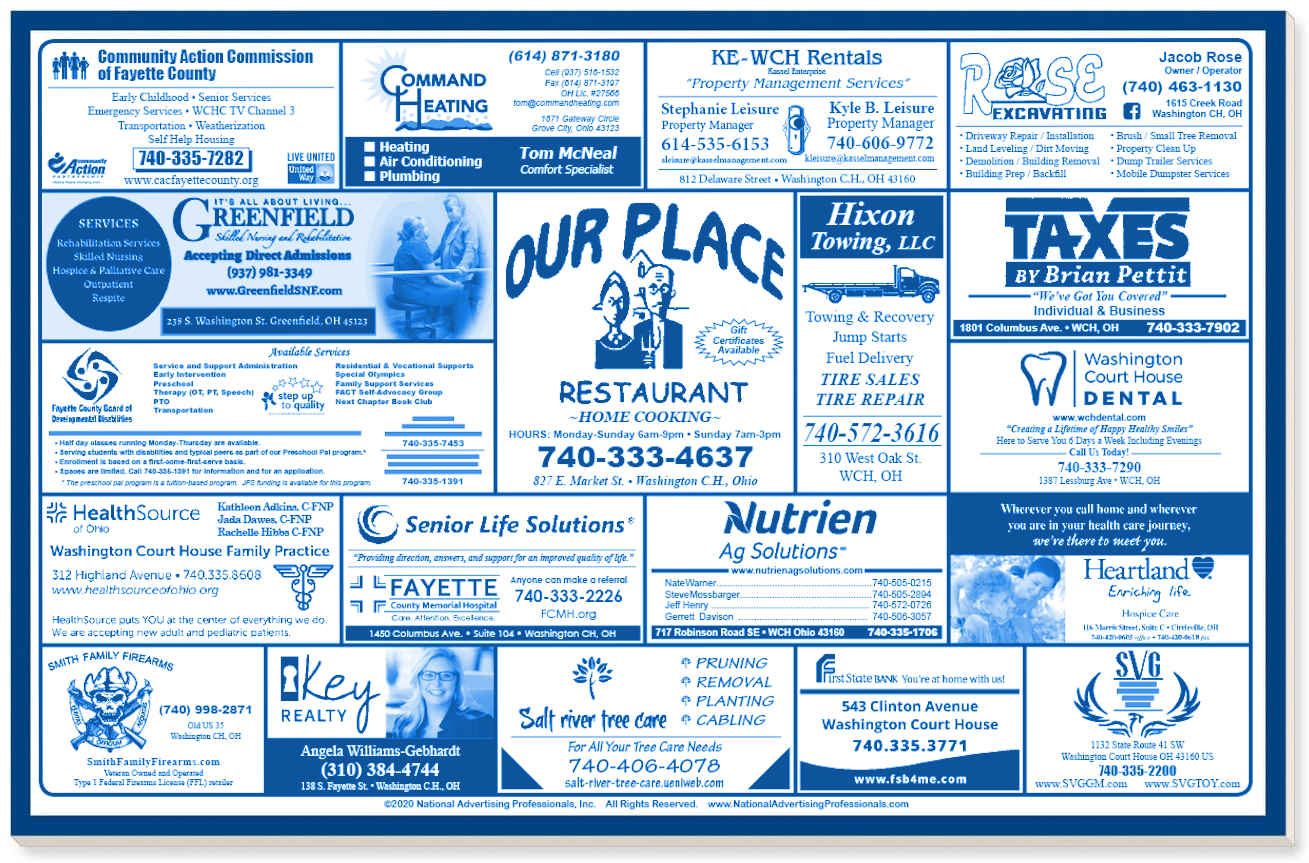 Community Action Commission
of Fayette County
Early Childhood • Senior Services
Emergency Services • WCHC TV Channel 3
Transportation • Weatherization
Self Help Housing
740-335-7282
www.cacfayettecounty.org
community
Action
PARTNERSHIP
LIVE UNITED
United
Way
COMMAND
HEATING
(614) 871-3180
Cell (937) 516-1532
Fax (614) 871-3197
OH Lic. #27566
tom@commandheating.com
1071 Gateway Circle
Grove City, Ohio 43123
Heating
Air Conditioning
Plumbing
Tom McNeal
Comfort Specialist
KE-WCH Rentals
Kassel Enterprise
"Property Management Services"
Stephanie Leisure
Property Manager
614-535-6153
sleisure@kasselmanagement.com
Kyle B. Leisure
Property Manager
740-606-9772
kleisure@kasselmanagement.com
812 Delaware Street • Washington C.H., OH 43160
ROSE
EXCAVATING
Jacob Rose
Owner / Operator
(740) 463-1130
1615 Creek Road
Washington CH, OH
• Driveway Repair / Installation
• Land Leveling / Dirt Moving
• Demolition / Building Removal
• Building Prep / Backfill
• Brush / Small Tree Removal
• Property Clean Up
• Dump Trailer Services
• Mobile Dumpster Services
SERVICES
Rehabilitation Services
Skilled Nursing
Hospice & Palliative Care
Outpatient
Respite
IT'S ALL ABOUT LIVING...
GREENFIELD
Skilled Nursing and Rehabilitation
Accepting Direct Admissions
(937) 981-3349
www.GreenfieldSNF.com
238 S. Washington St. Greenfield, OH 45123
OUR PLACE
Gift
Certificates
Available
RESTAURANT
~HOME COOKING~
HOURS: Monday-Sunday 6am-9pm • Sunday 7am-3pm
740-333-4637
827 E. Market St. • Washington C.H., Ohio
Hixon
Towing, LLC
Towing & Recovery
Jump Starts
Fuel Delivery
TIRE SALES
TIRE REPAIR
740-572-3616
310 West Oak St.
WCH, OH
TAXES
BY Brian Pettit
"We've Got You Covered"
Individual & Business
1801 Columbus Ave. • WCH, OH 740-333-7902
Fayette County Board of
Developmental Disabilities
Available Services
Service and Support Administration
Early Intervention
Preschool
Therapy (OT, PT, Speech)
PTO
Transportation
step up
to quality
Residential & Vocational Supports
Special Olympics
Family Support Services
FACT Self-Advocacy Group
Next Chapter Book Club
• Half day classes running Monday-Thursday are available.
• Serving students with disabilities and typical peers as part of our Preschool Pal program.*
• Enrollment is based on a first-come-first-serve basis.
• Spaces are limited. Call 740-335-1391 for information and for an application.
* The preschool pal program is a tuition-based program. JFS funding is available for this program.
740-335-7453
740-335-1391
Washington
Court House
DENTAL
www.wchdental.com
"Creating a Lifetime of Happy Healthy Smiles"
Here to Serve You 6 Days a Week Including Evenings
Call Us Today!
740-333-7290
1387 Leesburg Ave • WCH, OH
HealthSource
of Ohio
Kathleen Adkins, C-FNP
Jada Dawes, C-FNP
Rachelle Hibbs C-FNP
Washington Court House Family Practice
312 Highland Avenue • 740.335.8608
www.healthsourceofohio.org
HealthSource puts YOU at the center of everything we do.
We are accepting new adult and pediatric patients.
Senior Life Solutions®
"Providing direction, answers, and support for an improved quality of life."
FAYETTE
County Memorial Hospital
Care. Attention. Excellence.
Anyone can make a referral
740-333-2226
FCMH.org
1450 Columbus Ave. • Suite 104 • Washington CH, OH
Nutrien
Ag Solutions™
www.nutrienagsolutions.com
Nate Warner 740-505-0215
Steve Mossbarger 740-505-2894
Jeff Henry 740-572-0726
Gerrett Davison 740-506-3057
717 Robinson Road SE • WCH Ohio 43160 740-335-1706
Wherever you call home and wherever
you are in your health care journey,
we're there to meet you.
Heartland
Enriching life
Hospice Care
116 Morris Street, Suite C • Circleville, OH
740-420-0605 office • 740-420-0618 fax
SMITH FAMILY FIREARMS
(740) 998-2871
Old US 35
Washington CH, OH
SmithFamilyFirearms.com
Veteran Owned and Operated
Type 1 Federal Firearms License (FFL) retailer
Key
REALTY
Angela Williams-Gebhardt
(310) 384-4744
138 S. Fayette St. • Washington C.H., OH
Salt river tree care
PRUNING
REMOVAL
PLANTING
CABLING
For All Your Tree Care Needs
740-406-4078
salt-river-tree-care.ueniweb.com
First State BANK You're at home with us!
543 Clinton Avenue
Washington Court House
740.335.3771
www.fsb4me.com
SVG
1132 State Route 41 SW
Washington Court House OH 43160 US
740-335-2200
www.SVGGM.com www.SVGTOY.com
©2020 National Advertising Professionals, Inc. All Rights Reserved. www.NationalAdvertisingProfessionals.com